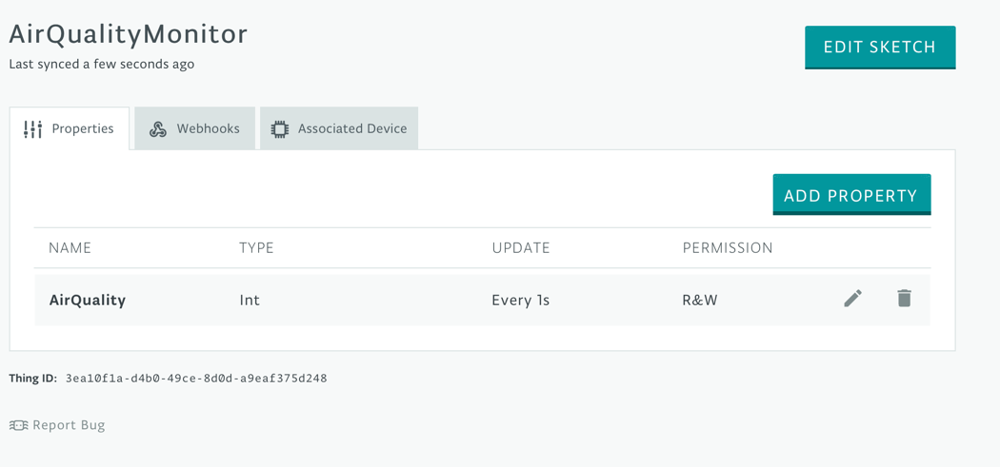 AirQualityMonitor
EDIT SKETCH
Last synced a few seconds ago
Properties Webhooks Associated Device
ADD PROPERTY
NAME TYPE UPDATE PERMISSION
AirQuality Int Every 1s R&W
Thing ID: 3ea10f1a-d4b0-49ce-8d0d-a9eaf375d248
Report Bug